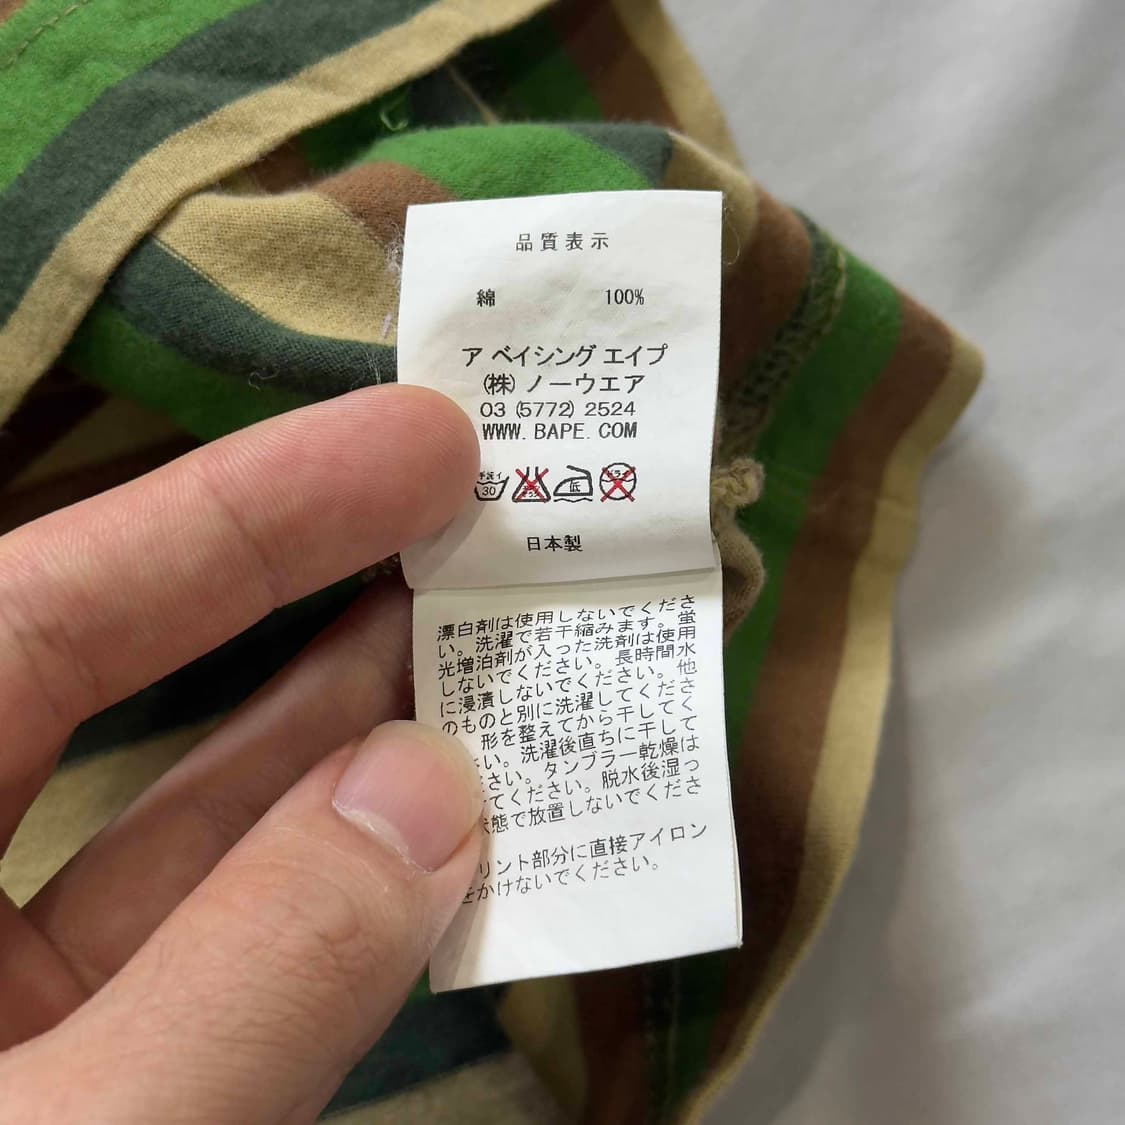 品質表示
綿 100%
ア ベイシング エイプ
(株) ノーウエア
03 (5772) 2524
WWW. BAPE. COM
手洗イ
30
低
日本製
漂白剤は使用しないでくださ
い。洗濯で若干縮みます。蛍
光増泊剤が入った洗剤は使用
しないでください。長時間水
に浸漬しないでください。他
のものと別に洗濯してくださ
形を整えてから干してく
い。洗濯後直ちに干して
さい。タンブラー乾燥は
てください。脱水後湿っ
状態で放置しないでくださ
リント部分に直接アイロン
をかけないでください。